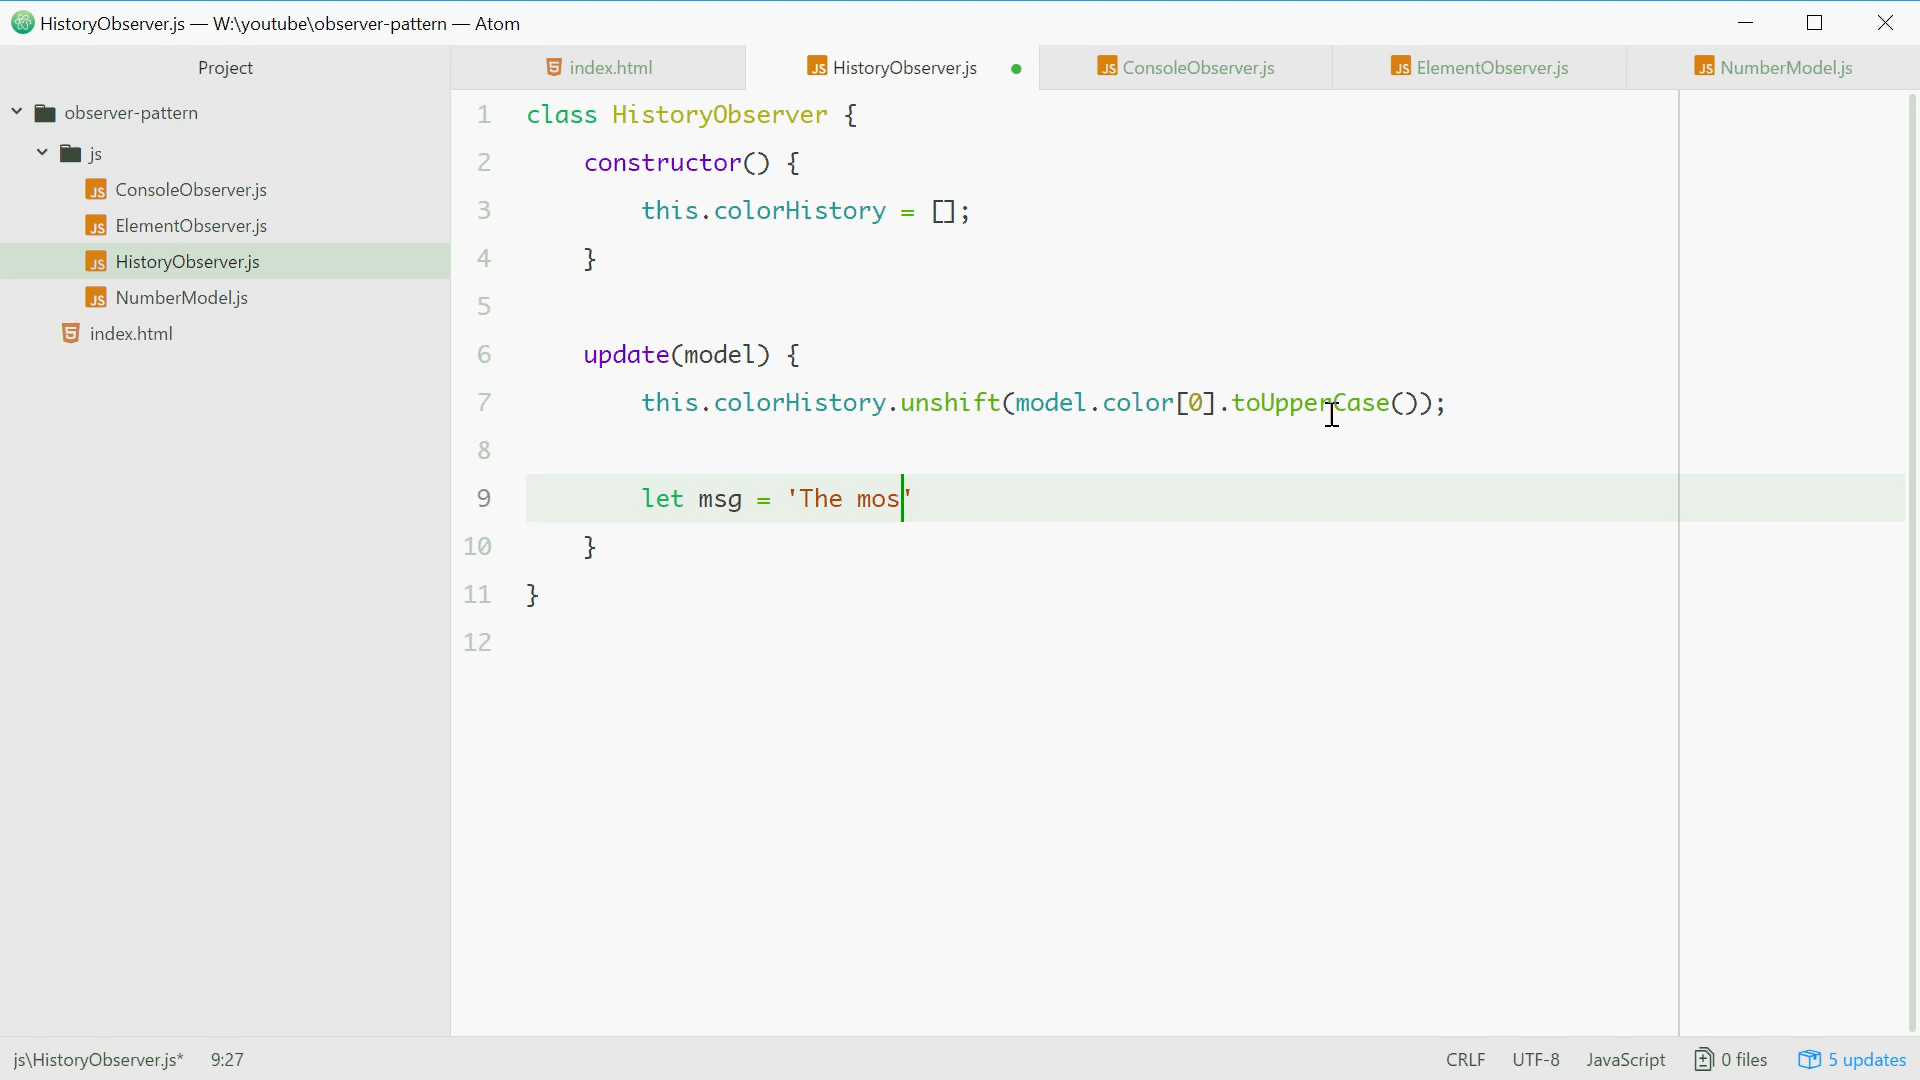 HistoryObserver.js — W:\youtube\observer-pattern — Atom
Project
index.html
HistoryObserver.js
ConsoleObserver.js
ElementObserver.js
NumberModel.js
observer-pattern
js
ConsoleObserver.js
ElementObserver.js
HistoryObserver.js
NumberModel.js
index.html
1 class HistoryObserver {
2 constructor() {
3 this.colorHistory = [];
4 }
5
6 update(model) {
7 this.colorHistory.unshift(model.color[0].toUpperCase());
8
9 let msg = 'The mos'
10 }
11 }
12
js\HistoryObserver.js* 9:27
CRLF UTF-8 JavaScript 0 files 5 updates